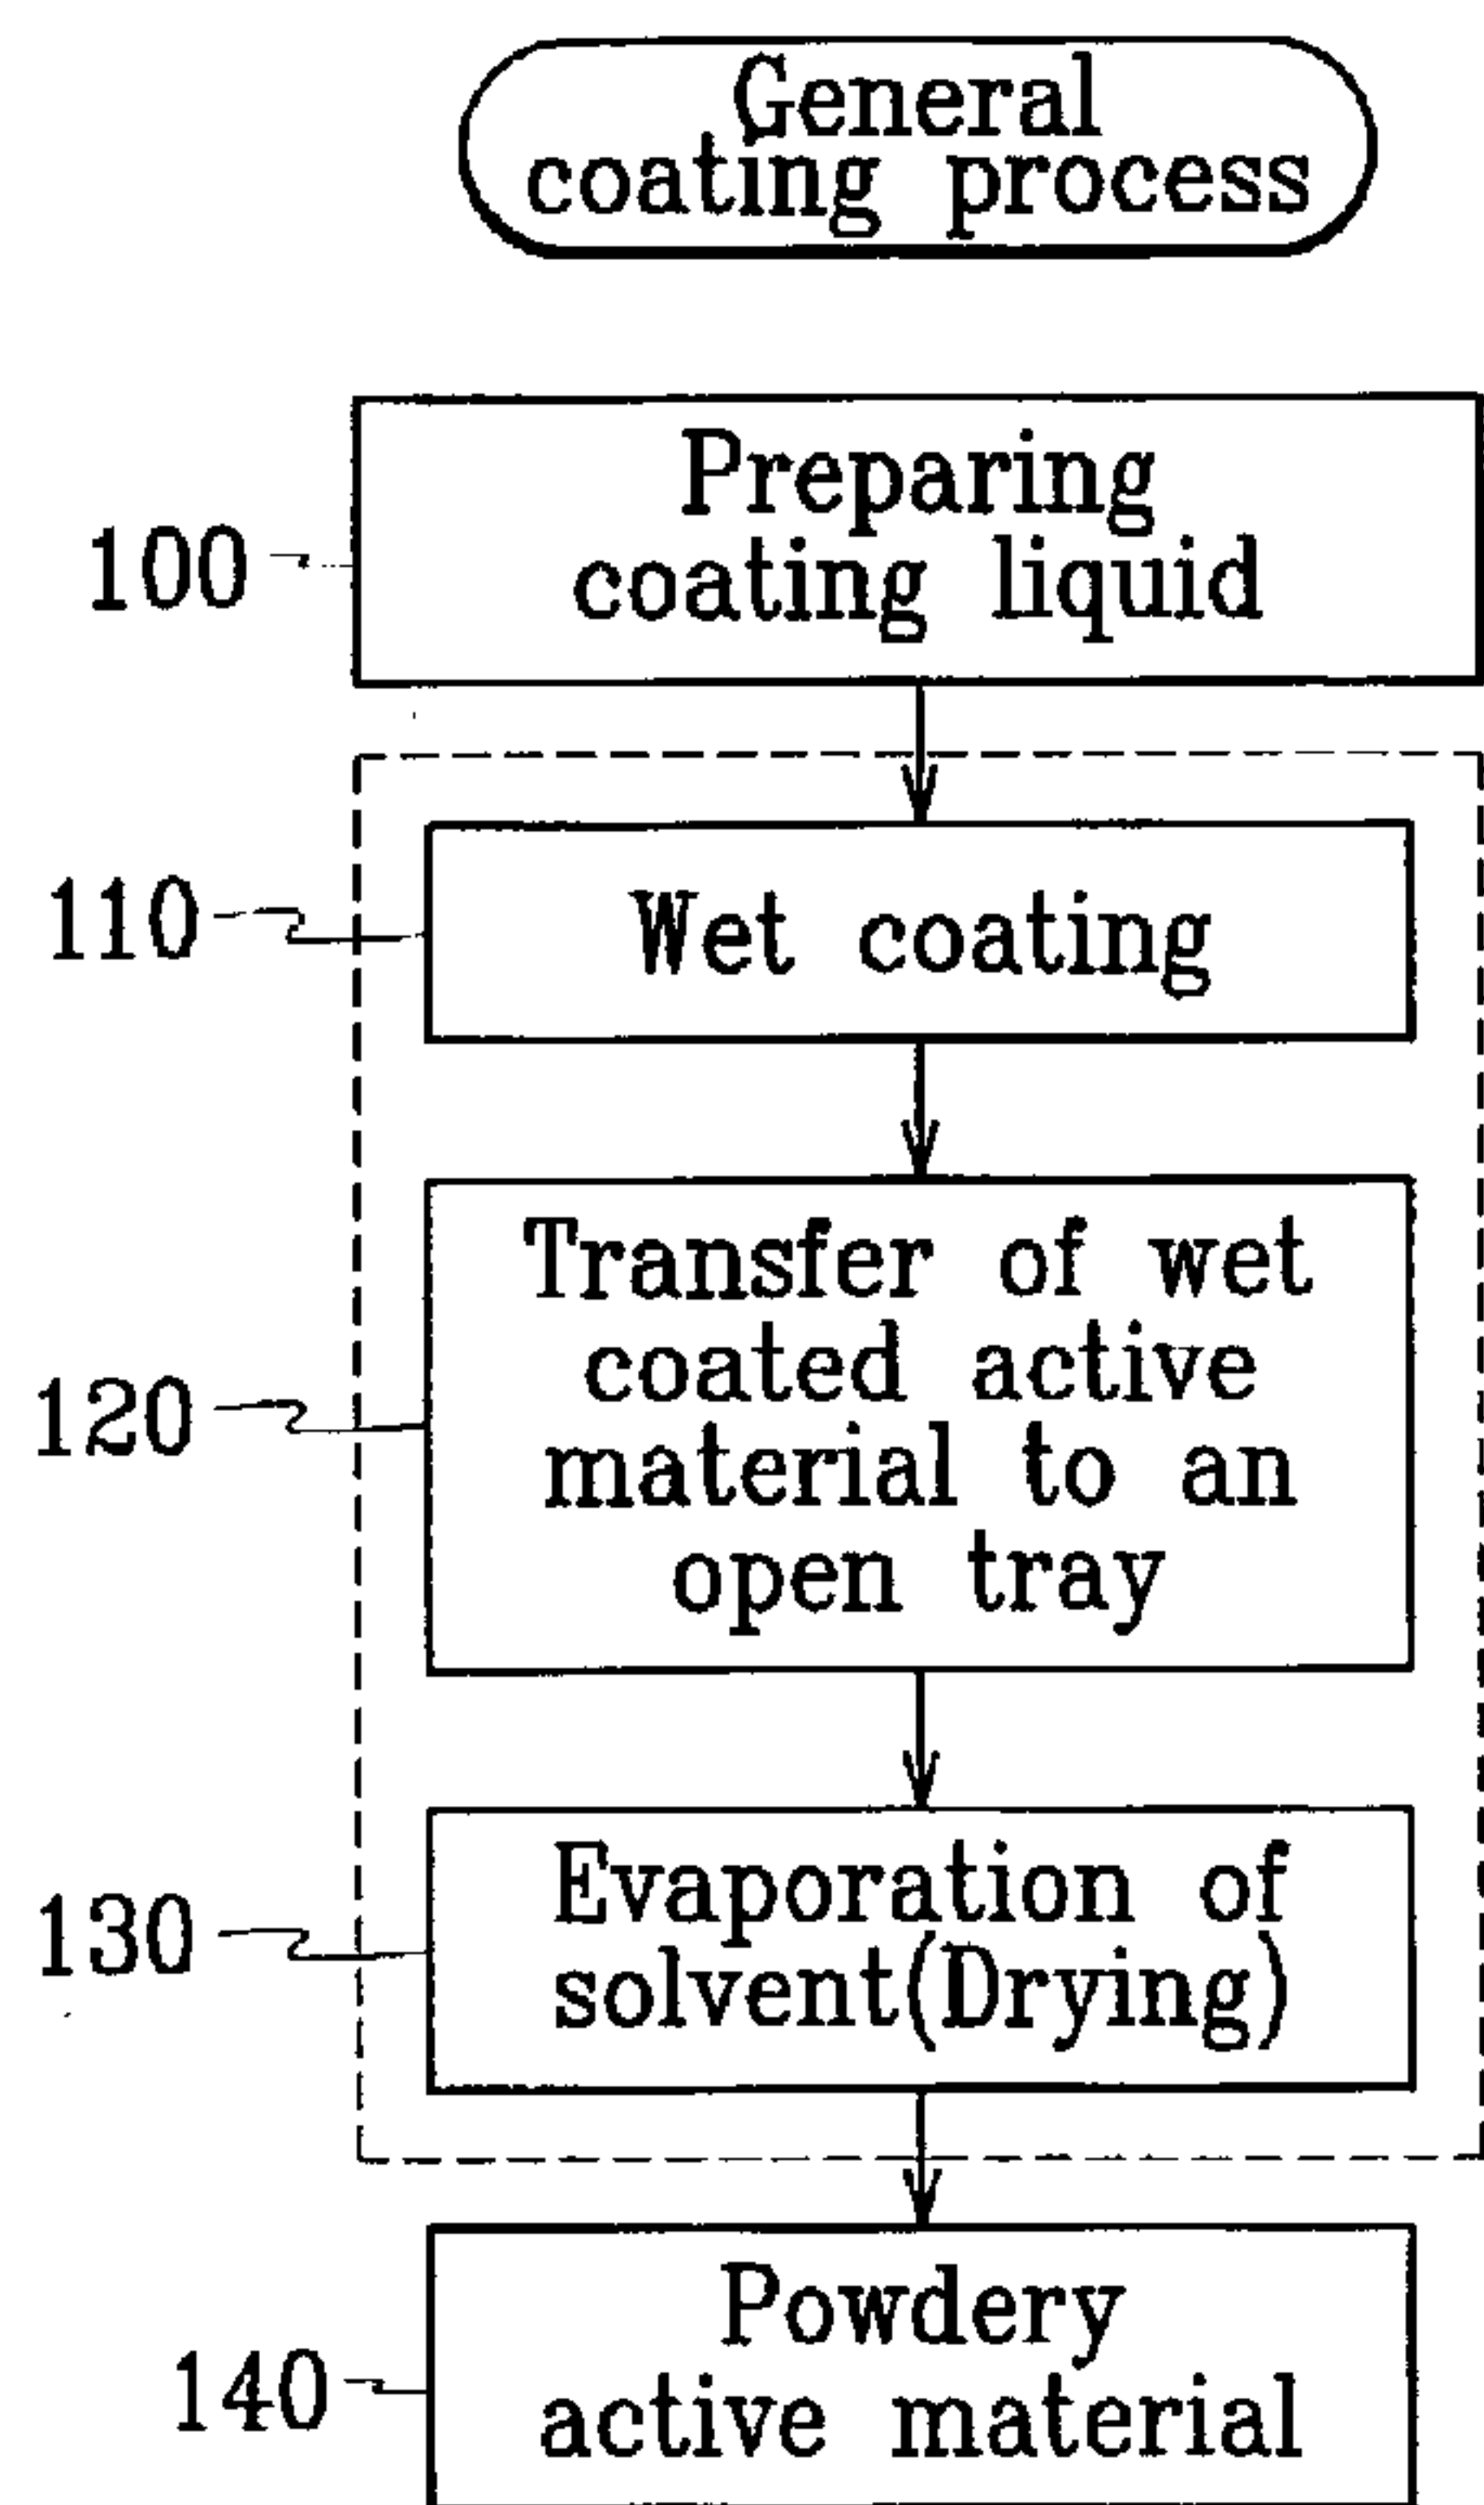 General
coating process
Preparing
coating liquid
100
110
Wet coating
Transfer of wet
coated active
material to an
open tray
120
Evaporation of
solvent(Drying)
130
Powdery
active material
140